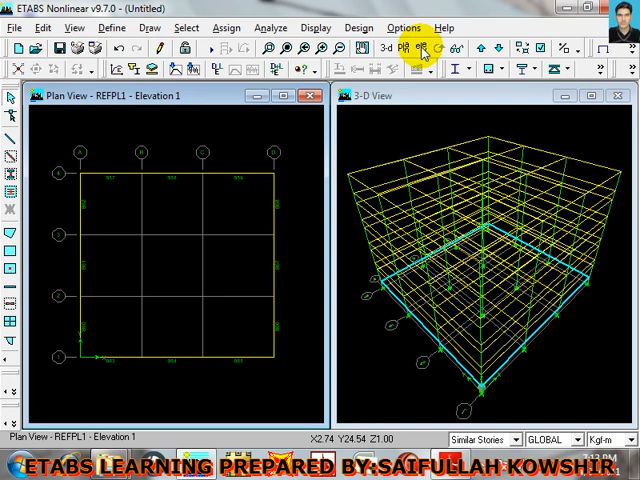 ETABS Nonlinear v9.7.0 - (Untitled)
File Edit View Define Draw Select Assign Analyze Display Design Options Help
3-d
Plan View - REFPL1 - Elevation 1
3-D View
A B C D
4
3
2
1
Plan View - REFPL1 - Elevation 1
X2.74 Y24.54 Z1.00
Similar Stories
GLOBAL
Kgf-m
ETABS LEARNING PREPARED BY:SAIFULLAH KOWSHIR